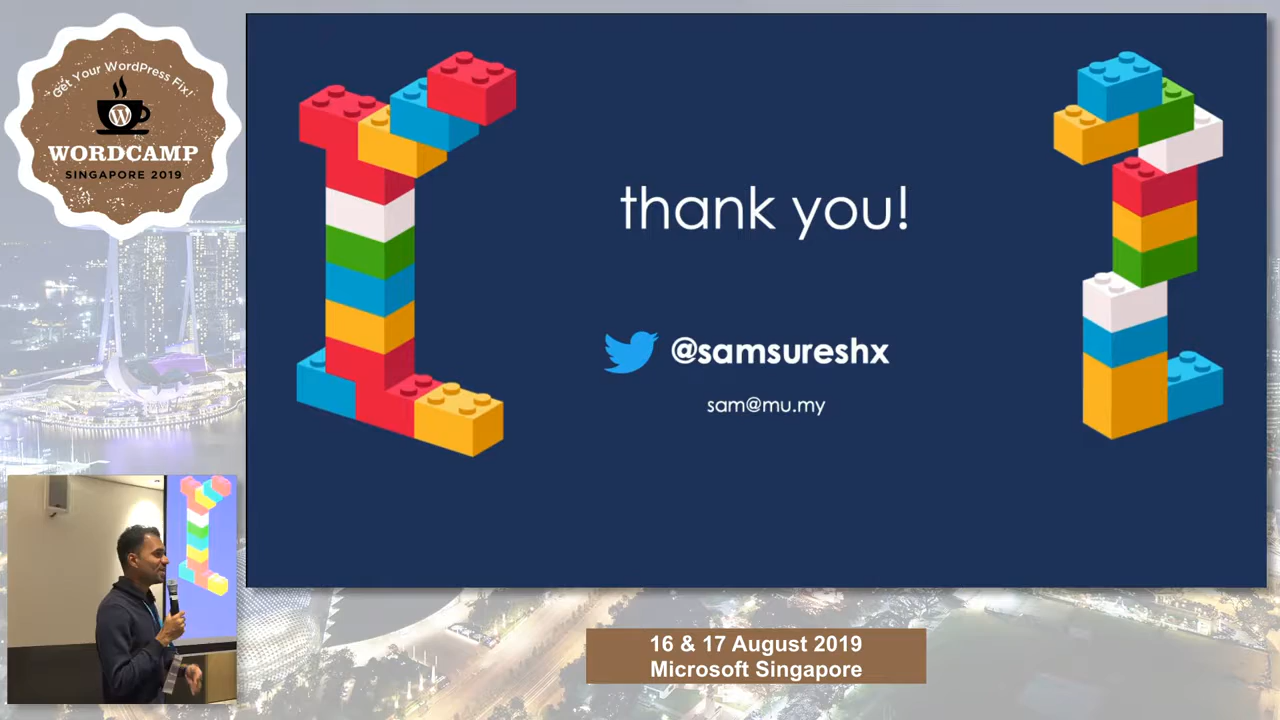 Get Your WordPress Fix!
W
WORDCAMP
SINGAPORE 2019
thank you!
@samsureshx
sam@mu.my
16 & 17 August 2019
Microsoft Singapore